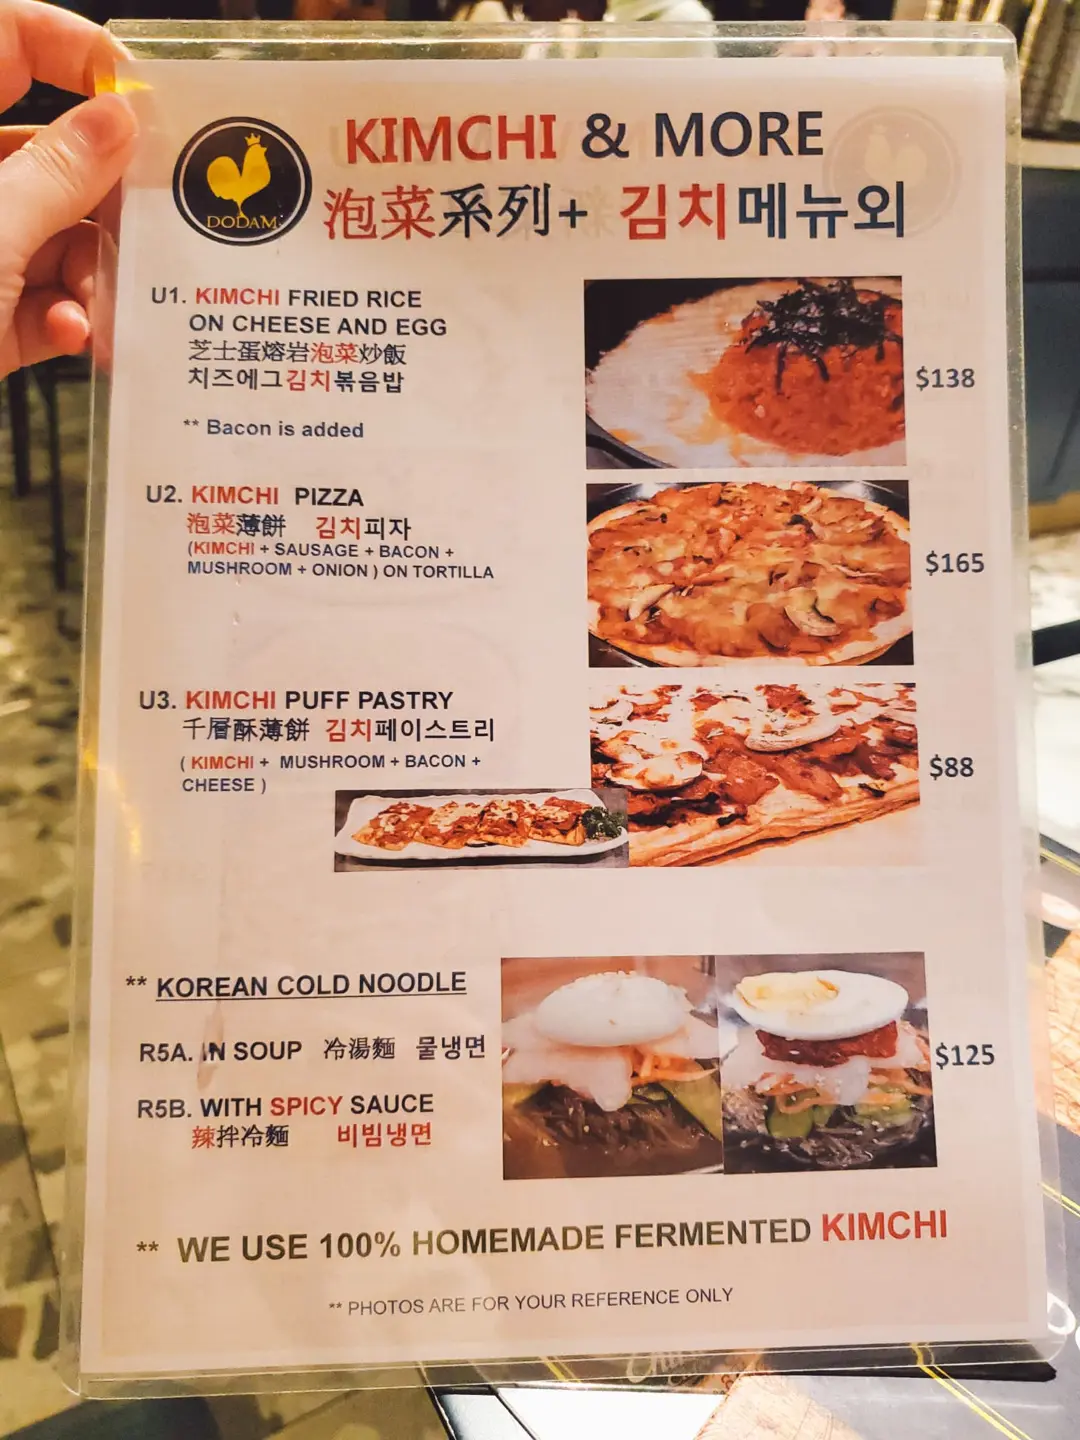 DODAM
KIMCHI & MORE
泡菜系列+ 김치메뉴외
U1. KIMCHI FRIED RICE
ON CHEESE AND EGG
芝士蛋熔岩泡菜炒飯
치즈에그김치볶음밥
$138
** Bacon is added
U2. KIMCHI PIZZA
泡菜薄餅 김치피자
(KIMCHI + SAUSAGE + BACON +
MUSHROOM + ONION ) ON TORTILLA
$165
U3. KIMCHI PUFF PASTRY
千層酥薄餅 김치페이스트리
( KIMCHI + MUSHROOM + BACON +
CHEESE )
$88
** KOREAN COLD NOODLE
R5A. IN SOUP 冷湯麵 물냉면
$125
R5B. WITH SPICY SAUCE
辣拌冷麵 비빔냉면
** WE USE 100% HOMEMADE FERMENTED KIMCHI
** PHOTOS ARE FOR YOUR REFERENCE ONLY